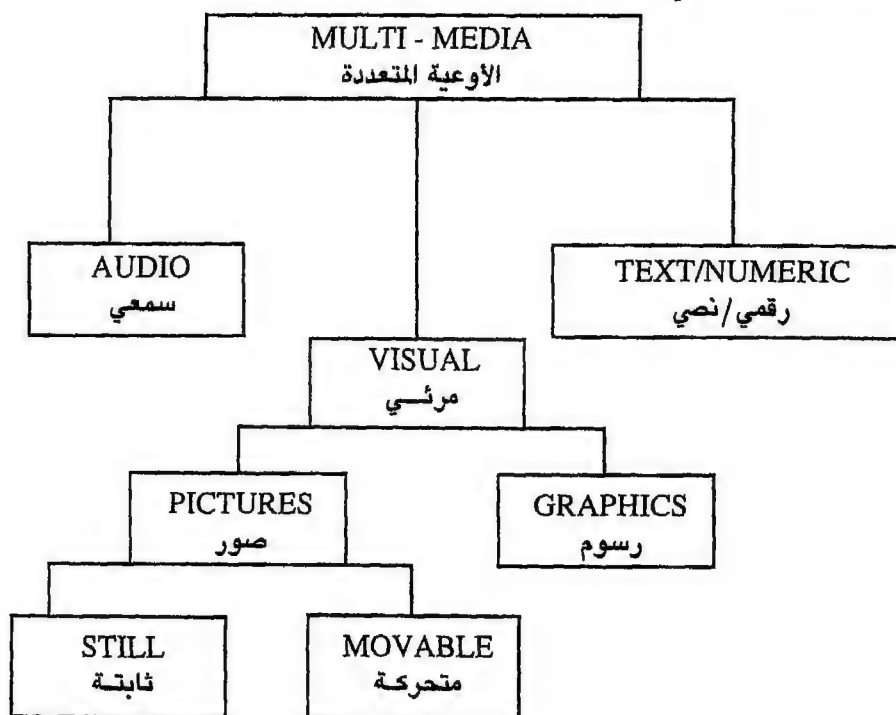 MULTI - MEDIA
الأوعية المتعددة
AUDIO
سمعي
TEXT/NUMERIC
رقمي/نصي
VISUAL
مرئـــي
PICTURES
صور
GRAPHICS
رسوم
STILL
ثابتـة
MOVABLE
متحركـة